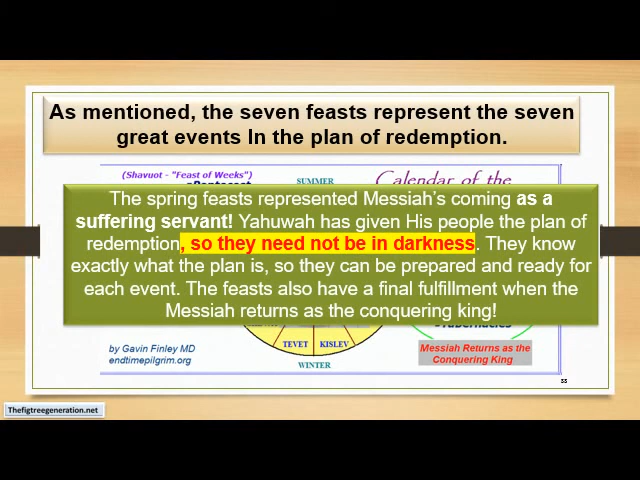 As mentioned, the seven feasts represent the seven
great events In the plan of redemption.
(Shavuot - "Feast of Weeks")
SUMMER
Calendar of the
The spring feasts represented Messiah's coming as a
suffering servant! Yahuwah has given His people the plan of
redemption, so they need not be in darkness. They know
exactly what the plan is, so they can be prepared and ready for
each event. The feasts also have a final fulfillment when the
Messiah returns as the conquering king!
TEVET
KISLEV
WINTER
by Gavin Finley MD
endtimepilgrim.org
Messiah Returns as the
Conquering King
33
Thefigtreegeneration.net